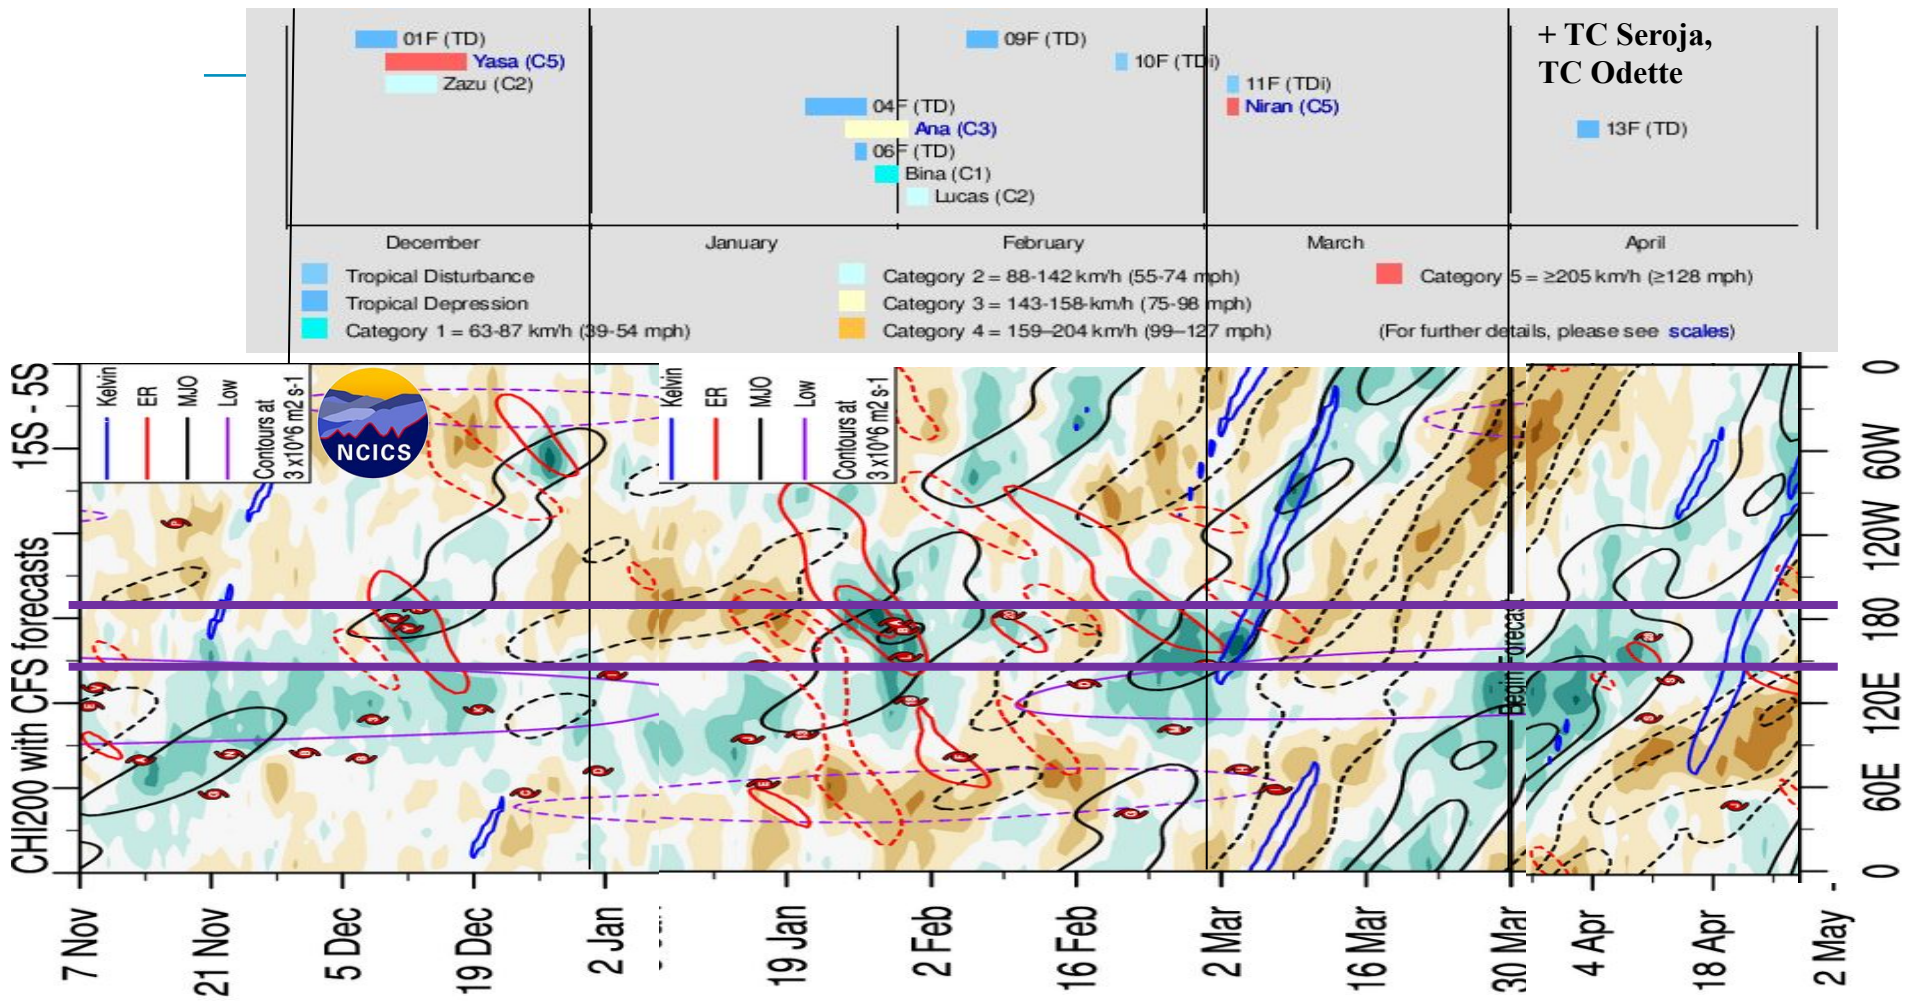 01F (TD)
Yasa (C5)
Zazu (C2)
04F (TD)
Ana (C3)
06F (TD)
Bina (C1)
Lucas (C2)
09F (TD)
10F (TDi)
11F (TDi)
Niran (C5)
13F (TD)
+ TC Seroja,
TC Odette
December
January
February
March
April
Tropical Disturbance
Tropical Depression
Category 1 = 63-87 km/h (39-54 mph)
Category 2 = 88-142 km/h (55-74 mph)
Category 3 = 143-158-km/h (75-98 mph)
Category 4 = 159–204 km/h (99–127 mph)
Category 5 = ≥205 km/h (≥128 mph)
(For further details, please see scales)
CHI200 with CFS forecasts
15S - 5S
Kelvin
ER
MJO
Low
Contours at
3x10^6 m2 s-1
NCICS
Kelvin
ER
MJO
Low
Contours at
3x10^6 m2 s-1
Begin Forecast
0
60W
120W
180
120E
60E
0
7 Nov
21 Nov
5 Dec
19 Dec
2 Jan
19 Jan
2 Feb
16 Feb
2 Mar
16 Mar
30 Mar
4 Apr
18 Apr
2 May